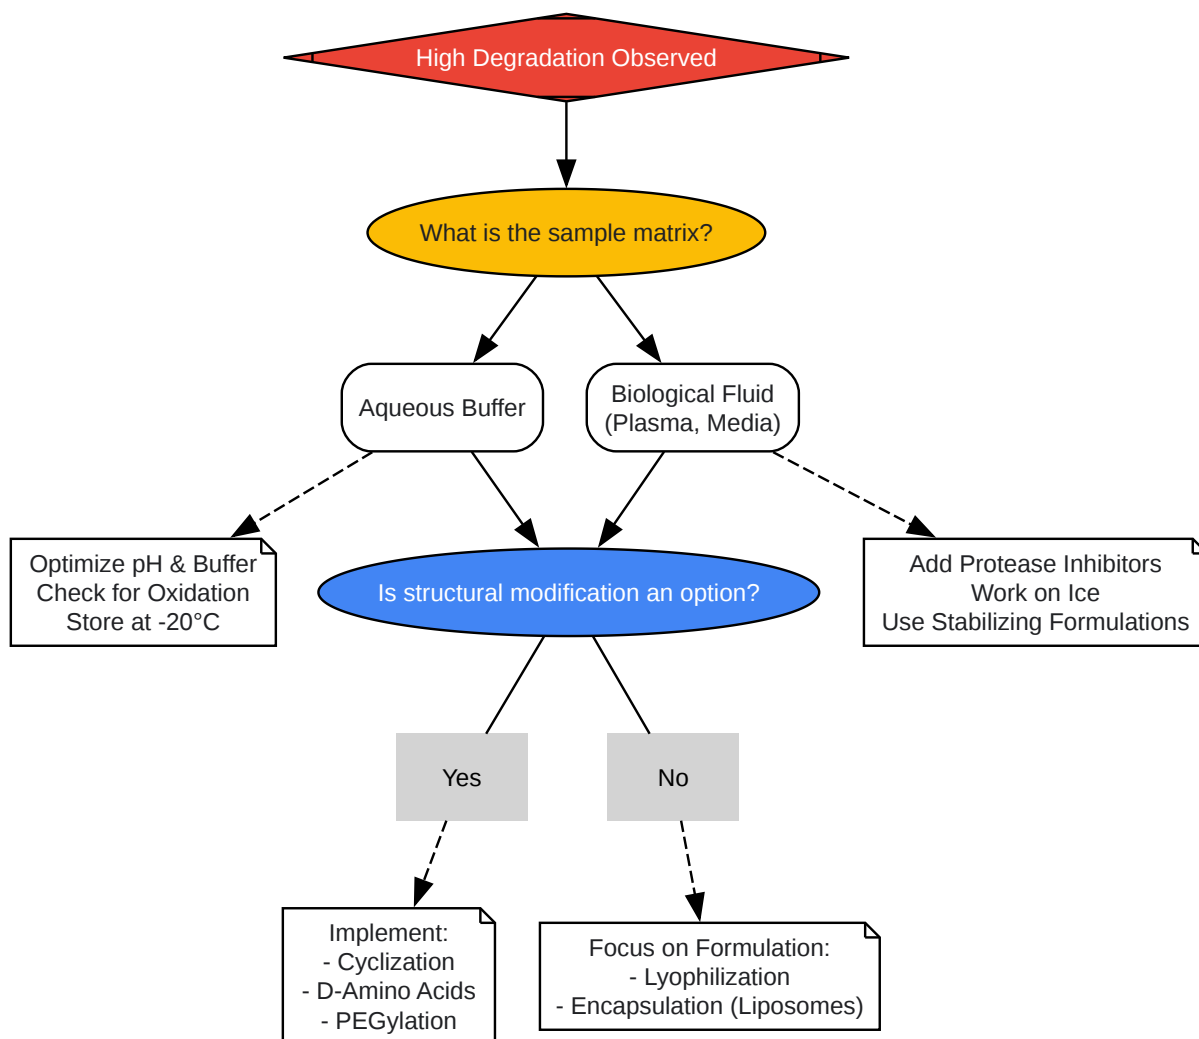 High Degradation Observed
What is the sample matrix?
Aqueous Buffer
Biological Fluid
(Plasma, Media)
Optimize pH & Buffer
Check for Oxidation
Store at -20°C
Is structural modification an option?
Add Protease Inhibitors
Work on Ice
Use Stabilizing Formulations
Yes
No
Implement:
- Cyclization
- D-Amino Acids
- PEGylation
Focus on Formulation:
- Lyophilization
- Encapsulation (Liposomes)